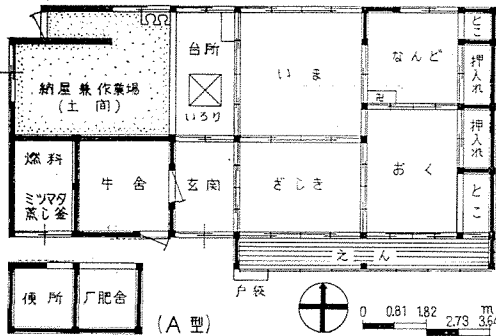 台所
いろり
納屋兼作業場
(土間)
いま
なんど
とこ
押入れ
卍
燃料
ミツマタ
蒸し釜
牛舎
玄関
ざしき
おく
押入れ
とこ
えん
戸袋
便所
厂肥舎
(A型)
0 0.81 1.82 2.73 3.64
m